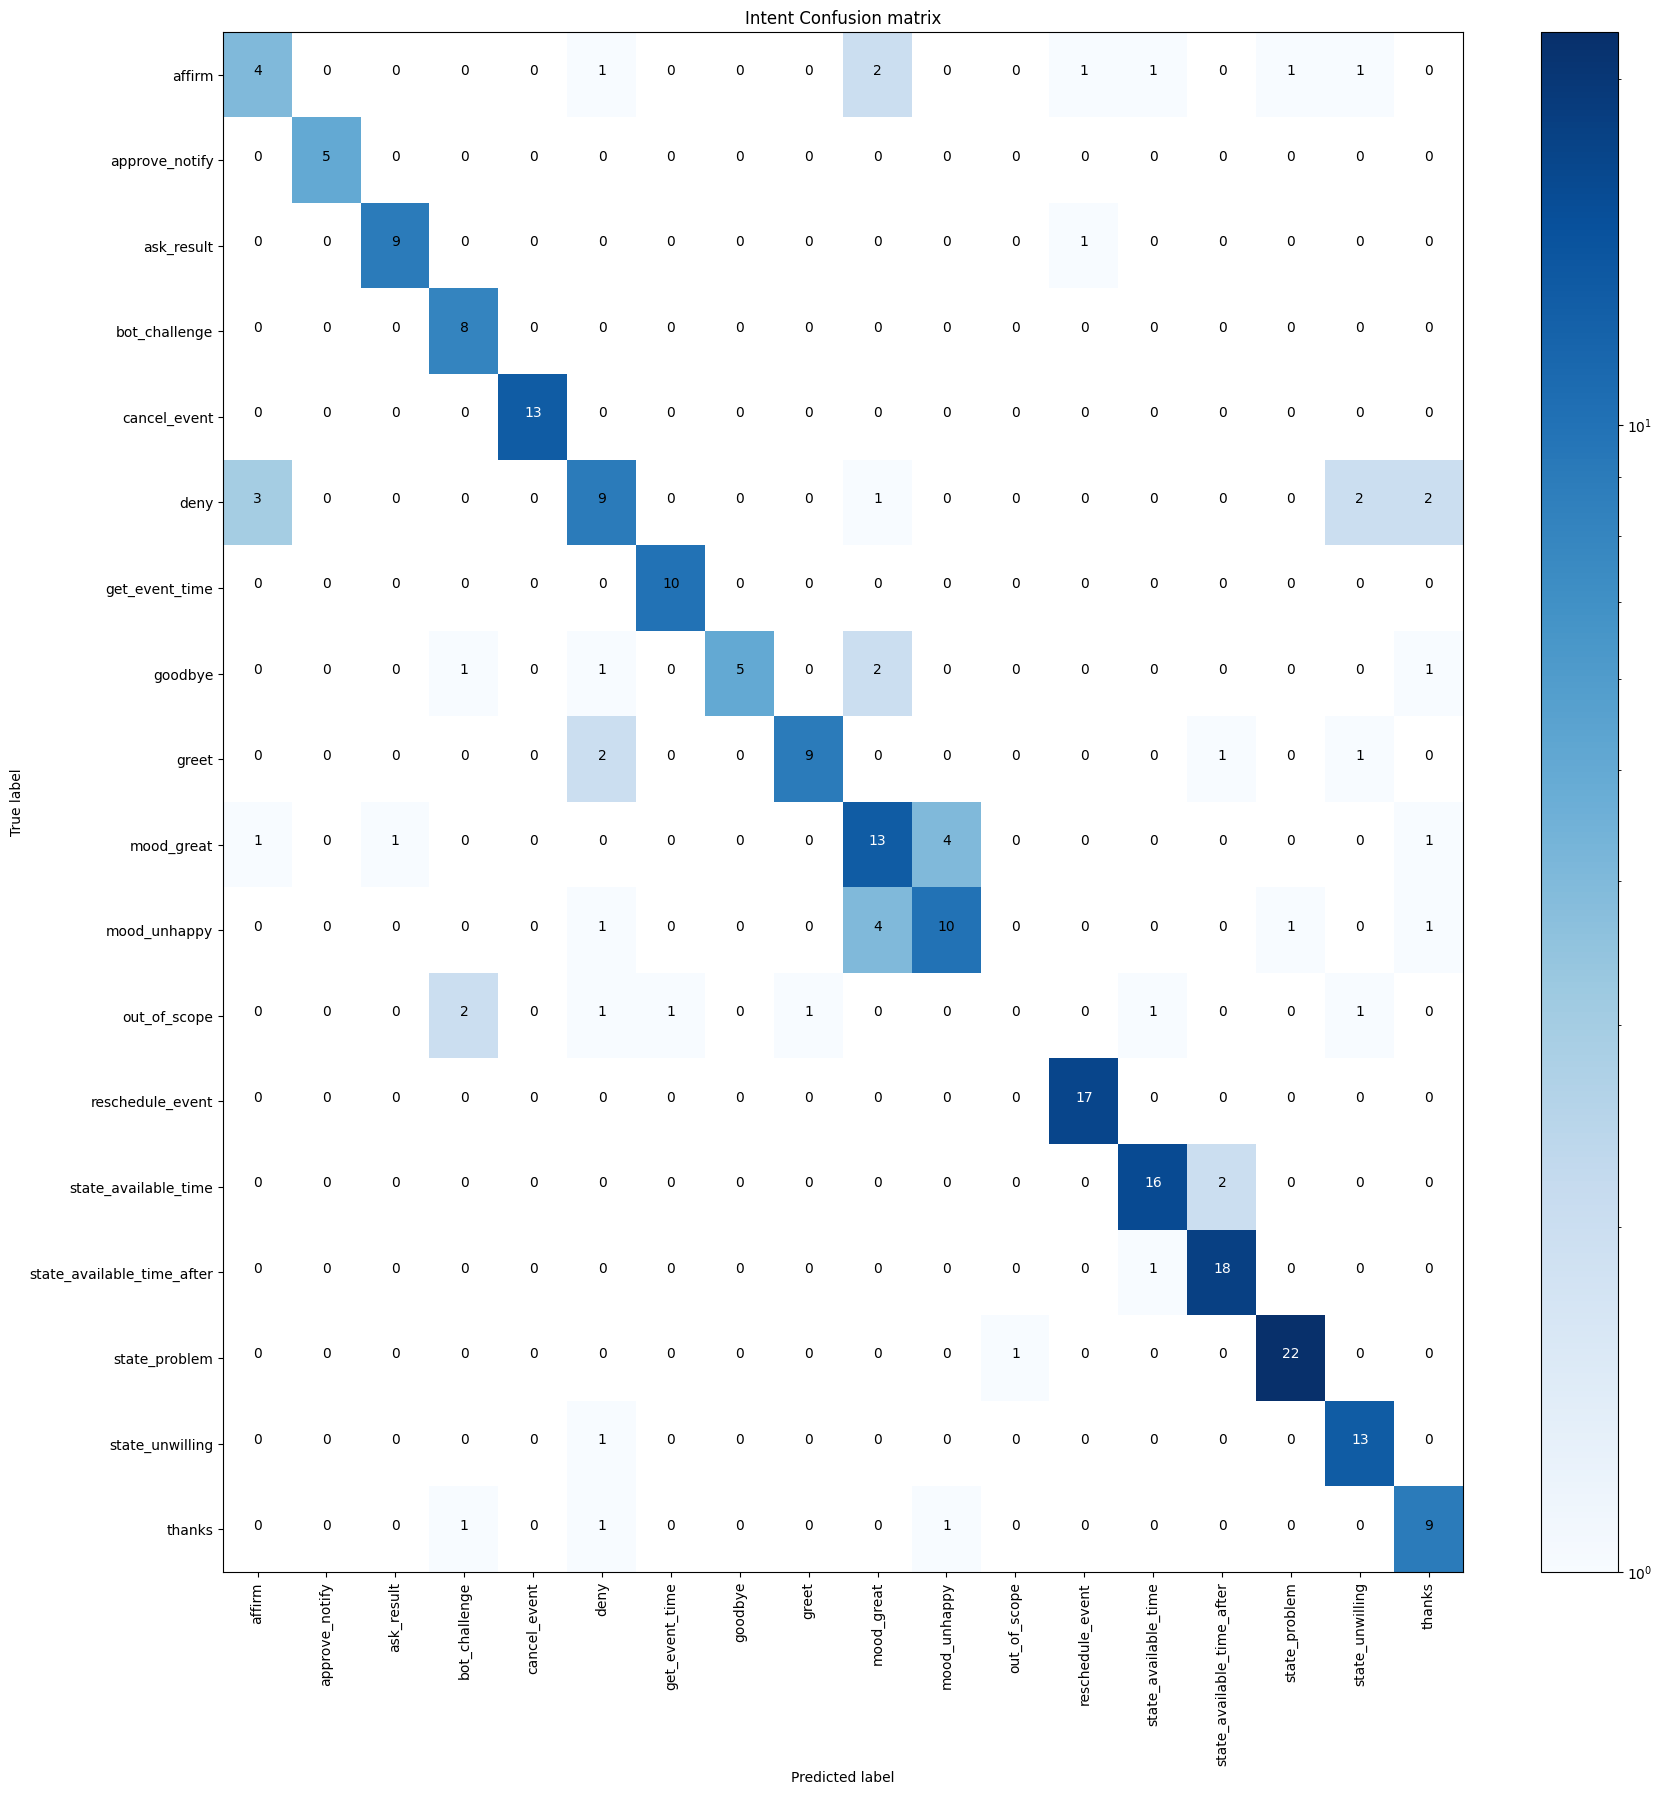 Intent Confusion matrix
affirm 4 0 0 0 0 1 0 0 0 2 0 0 1 1 0 1 1 0
approve_notify 0 5 0 0 0 0 0 0 0 0 0 0 0 0 0 0 0 0
ask_result 0 0 9 0 0 0 0 0 0 0 0 0 1 0 0 0 0 0
bot_challenge 0 0 0 8 0 0 0 0 0 0 0 0 0 0 0 0 0 0
cancel_event 0 0 0 0 13 0 0 0 0 0 0 0 0 0 0 0 0 0
deny 3 0 0 0 0 9 0 0 0 1 0 0 0 0 0 0 2 2
get_event_time 0 0 0 0 0 0 10 0 0 0 0 0 0 0 0 0 0 0
goodbye 0 0 0 1 0 1 0 5 0 2 0 0 0 0 0 0 0 1
greet 0 0 0 0 0 2 0 0 9 0 0 0 0 0 1 0 1 0
mood_great 1 0 1 0 0 0 0 0 0 13 4 0 0 0 0 0 0 1
mood_unhappy 0 0 0 0 0 1 0 0 0 4 10 0 0 0 0 1 0 1
out_of_scope 0 0 0 2 0 1 1 0 1 0 0 0 0 1 0 0 1 0
reschedule_event 0 0 0 0 0 0 0 0 0 0 0 0 17 0 0 0 0 0
state_available_time 0 0 0 0 0 0 0 0 0 0 0 0 0 16 2 0 0 0
state_available_time_after 0 0 0 0 0 0 0 0 0 0 0 0 0 1 18 0 0 0
state_problem 0 0 0 0 0 0 0 0 0 0 0 1 0 0 0 22 0 0
state_unwilling 0 0 0 0 0 1 0 0 0 0 0 0 0 0 0 0 13 0
thanks 0 0 0 1 0 1 0 0 0 0 1 0 0 0 0 0 0 9
True label
affirm
approve_notify
ask_result
bot_challenge
cancel_event
deny
get_event_time
goodbye
greet
mood_great
mood_unhappy
out_of_scope
reschedule_event
state_available_time
state_available_time_after
state_problem
state_unwilling
thanks
Predicted label
10¹
10⁰